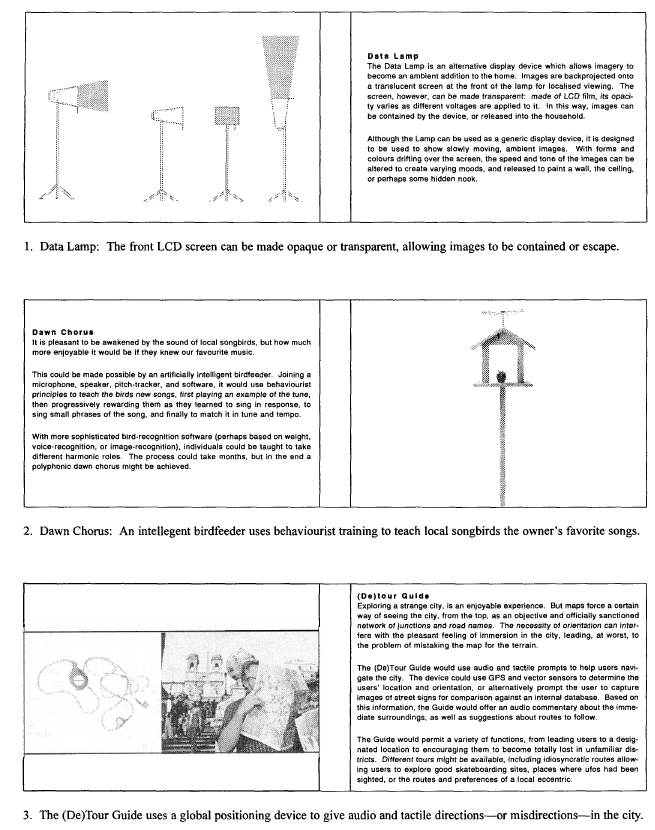 Data Lamp
The Data Lamp is an alternative display device which allows imagery to
become an ambient addition to the home. Images are backprojected onto
a translucent screen at the front of the lamp for localised viewing. The
screen, however, can be made transparent: made of LCD film, its opaci-
ty varies as different voltages are applied to it. In this way, images can
be contained by the device, or released into the household.
Although the Lamp can be used as a generic display device, it is designed
to be used to show slowly moving, ambient images. With forms and
colours drifting over the screen, the speed and tone of the images can be
altered to create varying moods, and released to paint a wall, the ceiling,
or perhaps some hidden nook.
1. Data Lamp: The front LCD screen can be made opaque or transparent, allowing images to be contained or escape.
Dawn Chorus
It is pleasant to be awakened by the sound of local songbirds, but how much
more enjoyable it would be if they knew our favourite music.
This could be made possible by an artificially intelligent birdfeeder. Joining a
microphone, speaker, pitch-tracker, and software, it would use behaviourist
principles to teach the birds new songs, first playing an example of the tune,
then progressively rewarding them as they learned to sing in response, to
sing small phrases of the song, and finally to match it in tune and tempo.
With more sophisticated bird-recognition software (perhaps based on weight,
voice-recognition, or image-recognition), individuals could be taught to take
different harmonic roles. The process could take months, but in the end a
polyphonic dawn chorus might be achieved.
2. Dawn Chorus: An intellegent birdfeeder uses behaviourist training to teach local songbirds the owner's favorite songs.
(De)tour Guide
Exploring a strange city, is an enjoyable experience. But maps force a certain
way of seeing the city, from the top, as an objective and officially sanctioned
network of junctions and road names. The necessity of orientation can inter-
fere with the pleasant feeling of immersion in the city, leading, at worst, to
the problem of mistaking the map for the terrain.
The (De)Tour Guide would use audio and tactile prompts to help users navi-
gate the city. The device could use GPS and vector sensors to determine the
users' location and orientation, or alternatively prompt the user to capture
images of street signs for comparison against an internal database. Based on
this information, the Guide would offer an audio commentary about the imme-
diate surroundings, as well as suggestions about routes to follow.
The Guide would permit a variety of functions, from leading users to a desig-
nated location to encouraging them to become totally lost in unfamiliar dis-
tricts. Different tours might be available, including idiosyncratic routes allow-
ing users to explore good skateboarding sites, places where ufos had been
sighted, or the routes and preferences of a local eccentric.
3. The (De)Tour Guide uses a global positioning device to give audio and tactile directions—or misdirections—in the city.